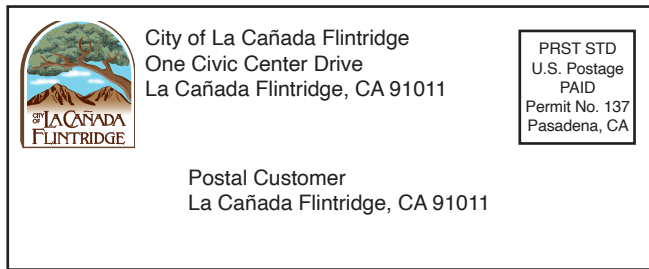 City of La Cañada Flintridge
One Civic Center Drive
La Cañada Flintridge, CA 91011
CITY OF LA CAÑADA
FLINTRIDGE
PRST STD
U.S. Postage
PAID
Permit No. 137
Pasadena, CA
Postal Customer
La Cañada Flintridge, CA 91011